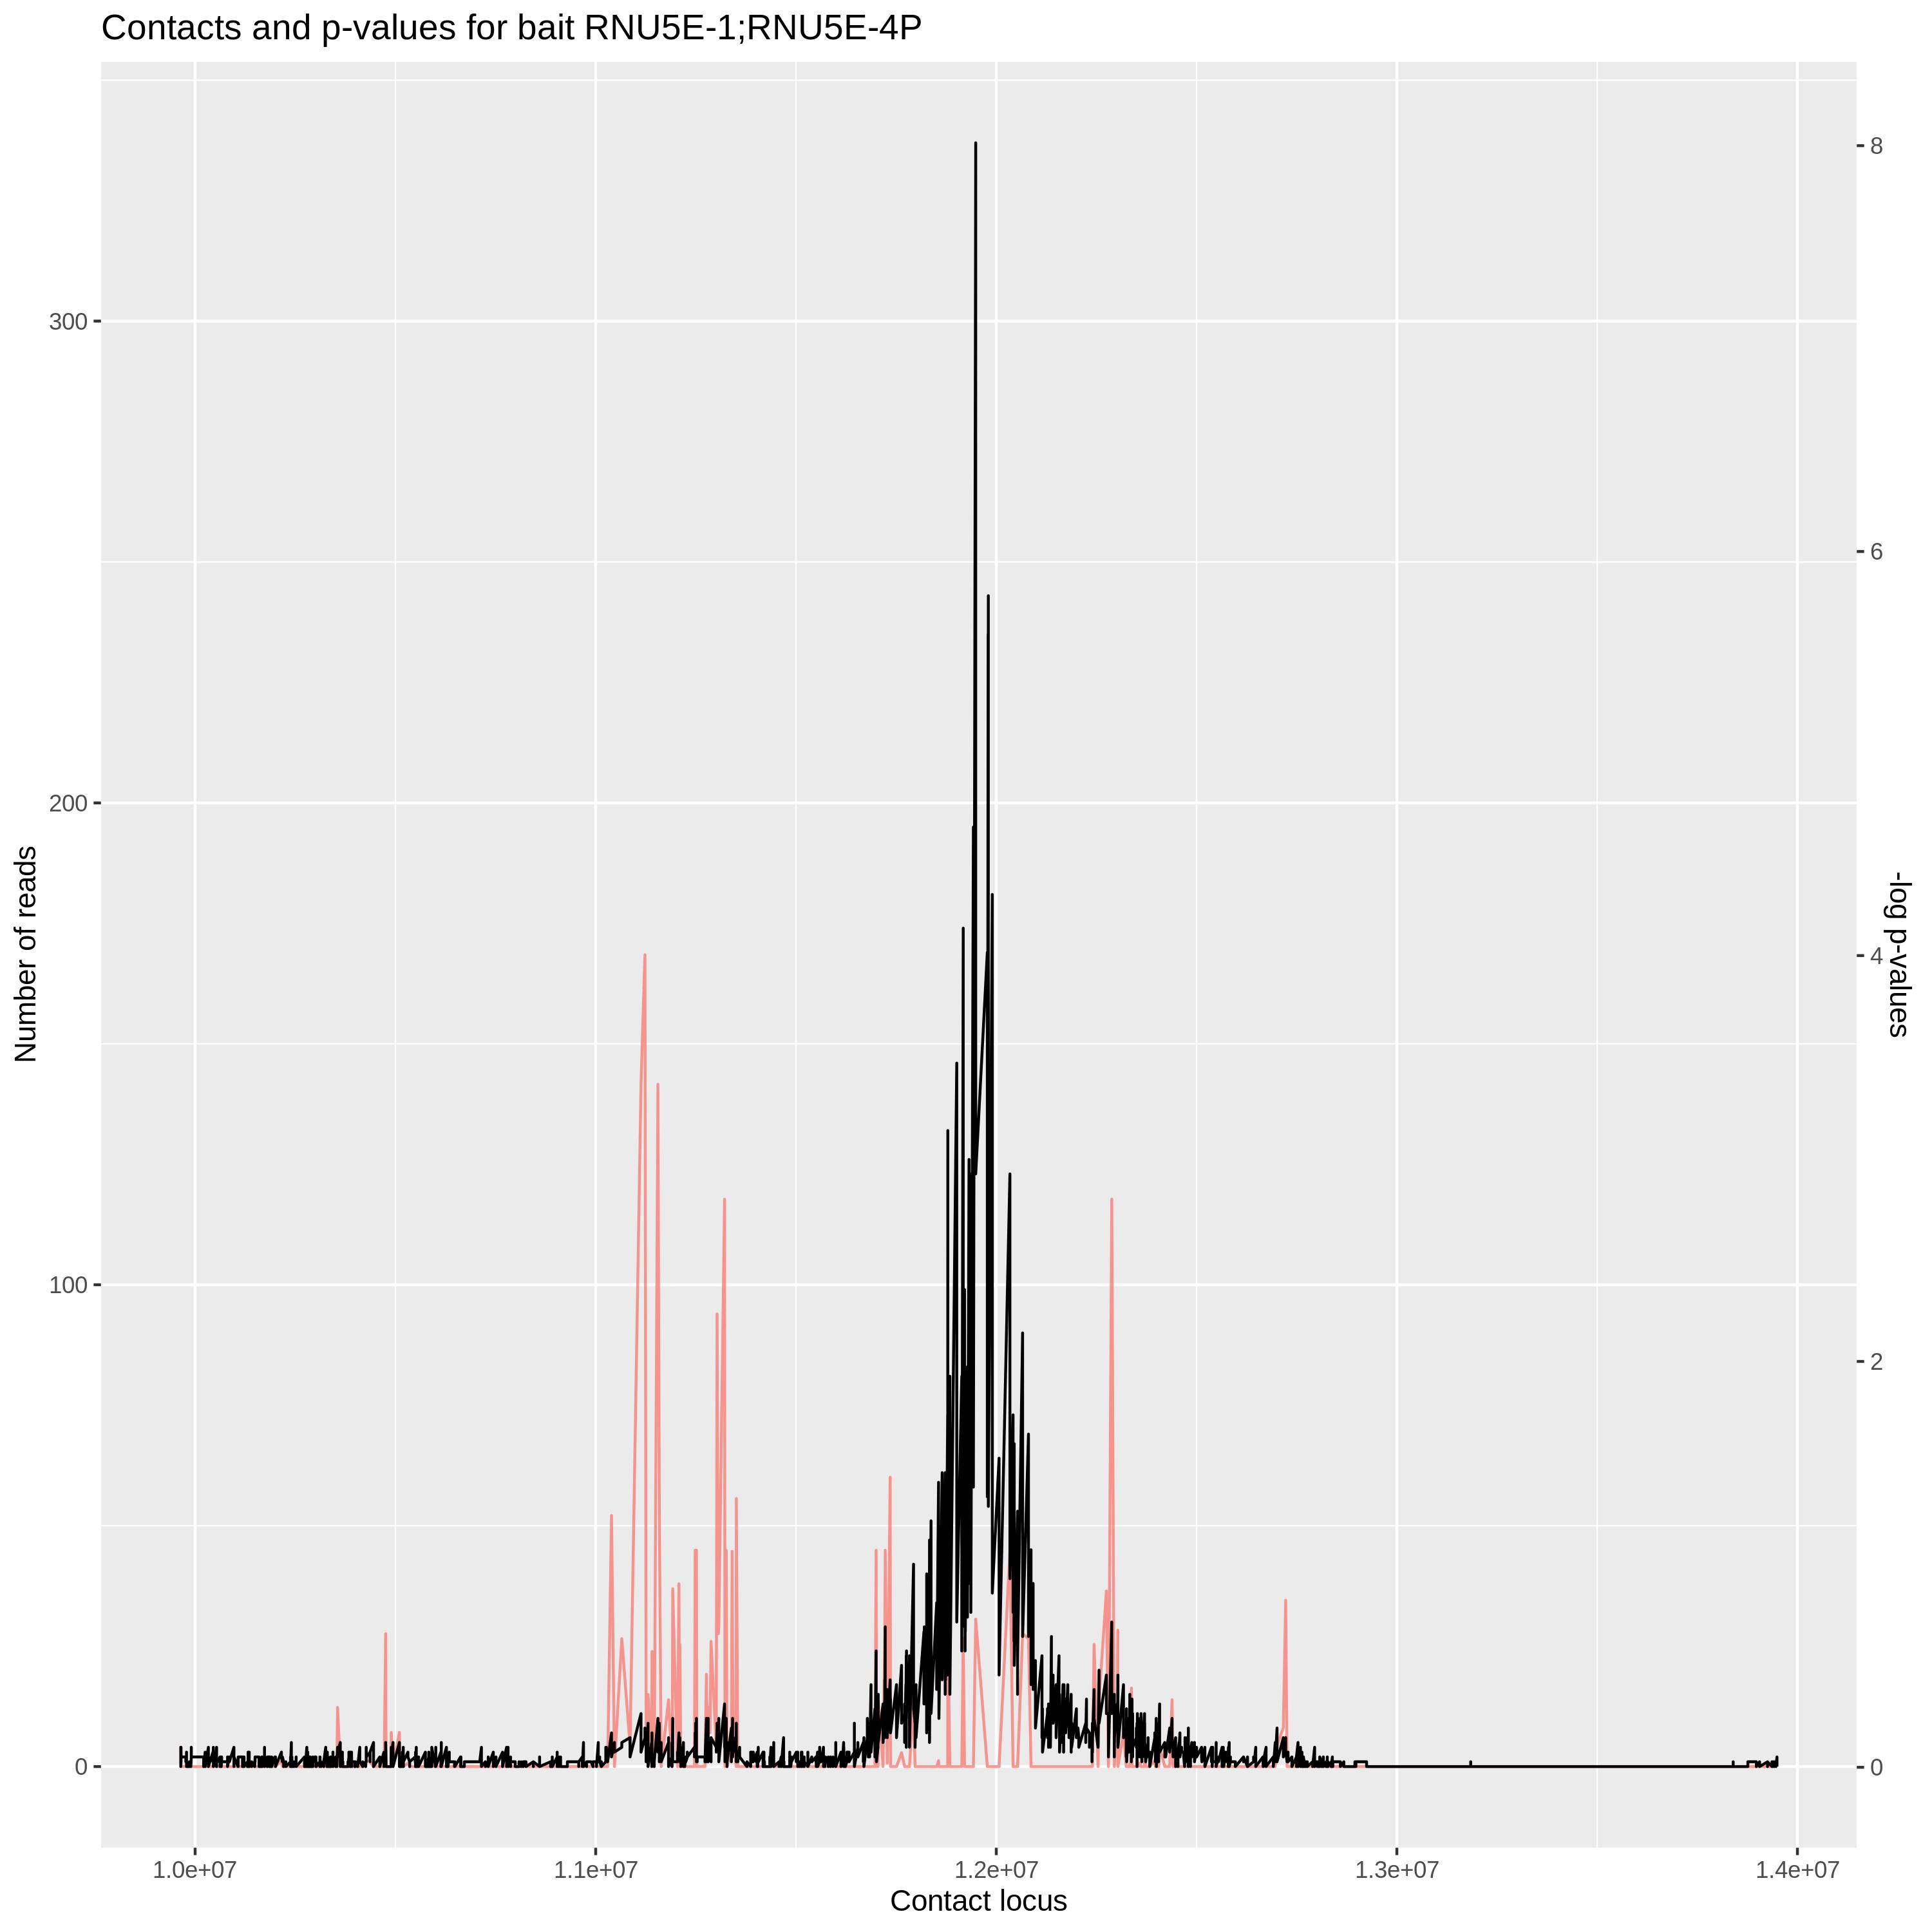 Contacts and p-values for bait RNU5E-1;RNU5E-4P
Number of reads
300
200
100
0
8
6
4
2
0
-log p-values
1.0e+07 1.1e+07 1.2e+07 1.3e+07 1.4e+07
Contact locus